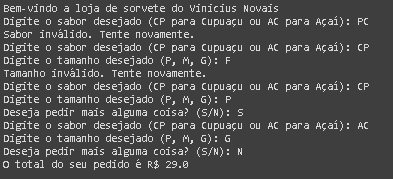 Bem-vindo a loja de sorvete do Vinicius Novais
Digite o sabor desejado (CP para Cupuaçu ou AC para Açaí): PC
Sabor inválido. Tente novamente.
Digite o sabor desejado (CP para Cupuaçu ou AC para Açaí): CP
Digite o tamanho desejado (P, M, G): F
Tamanho inválido. Tente novamente.
Digite o sabor desejado (CP para Cupuaçu ou AC para Açaí): CP
Digite o tamanho desejado (P, M, G): P
Deseja pedir mais alguma coisa? (S/N): S
Digite o sabor desejado (CP para Cupuaçu ou AC para Açaí): AC
Digite o tamanho desejado (P, M, G): G
Deseja pedir mais alguma coisa? (S/N): N
O total do seu pedido é R$ 29.0